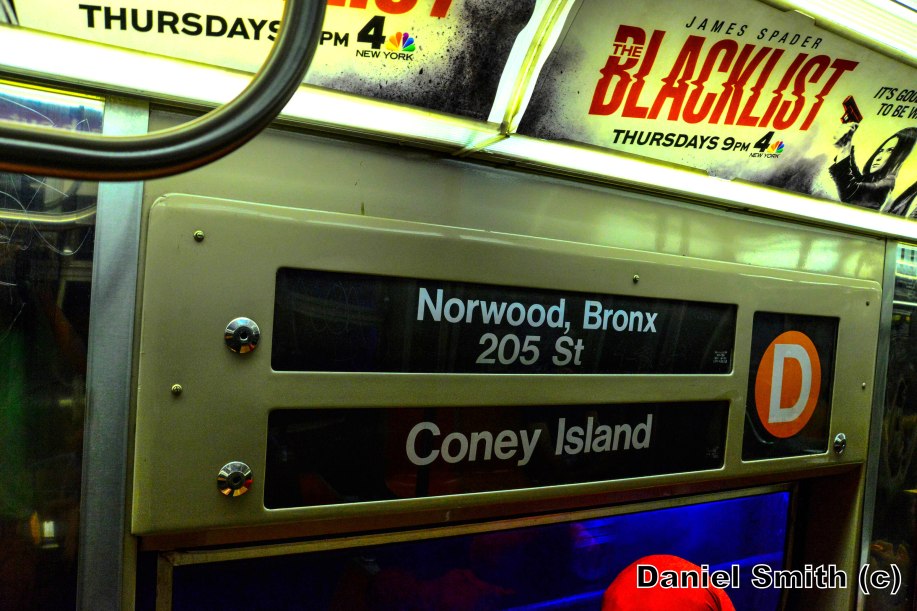 THURSDAYS 9PM 4
NEW YORK
JAMES SPADER
THE
BLACKLIST
THURSDAYS 9PM 4
NEW YORK
IT'S GOOD
TO BE
Norwood, Bronx
205 St
Coney Island
D
Daniel Smith (c)